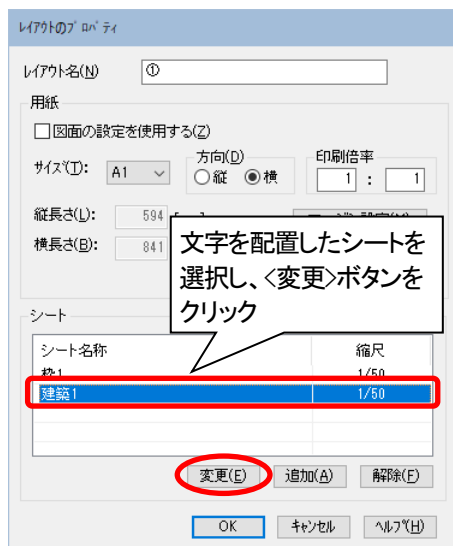 レイアウトのプロパティ
レイアウト名(N) ①
用紙
図面の設定を使用する(Z)
サイズ(T): A1 方向(D) 縦 横 印刷倍率 1 : 1
縦長さ(L): 594
横長さ(B): 841
文字を配置したシートを
選択し、<変更>ボタンを
クリック
シート
シート名称 縮尺
枠1 1/50
建築1 1/50
変更(E) 追加(A) 解除(F)
OK キャンセル ヘルプ(H)